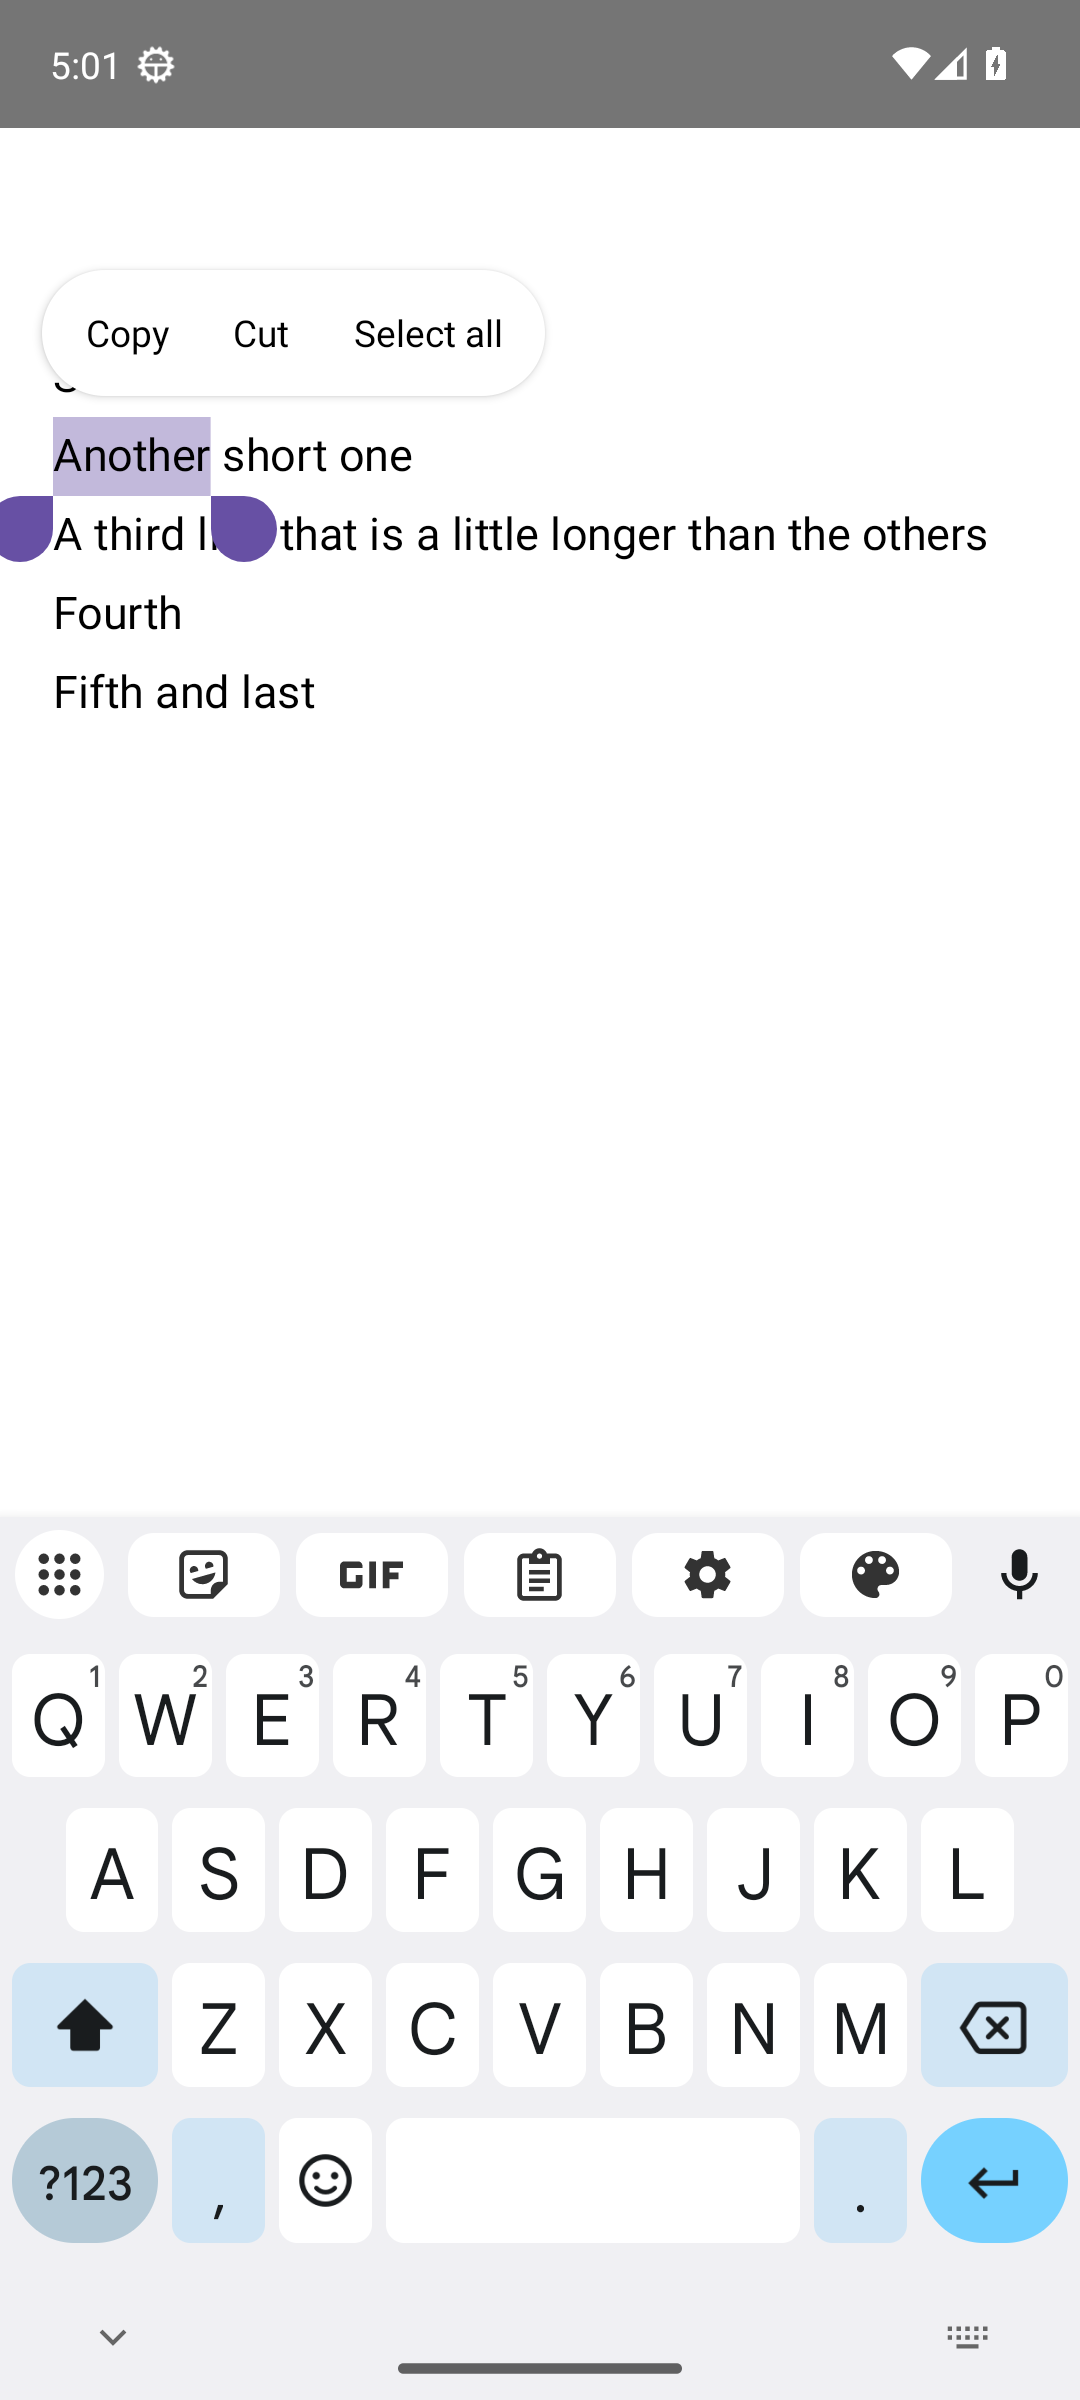 5:01
Copy Cut Select all
Another short one
A third that is a little longer than the others
Fourth
Fifth and last
GIF
Q 1 W 2 E 3 R 4 T 5 Y 6 U 7 I 8 O 9 P 0
A S D F G H J K L
Z X C V B N M
?123 , .